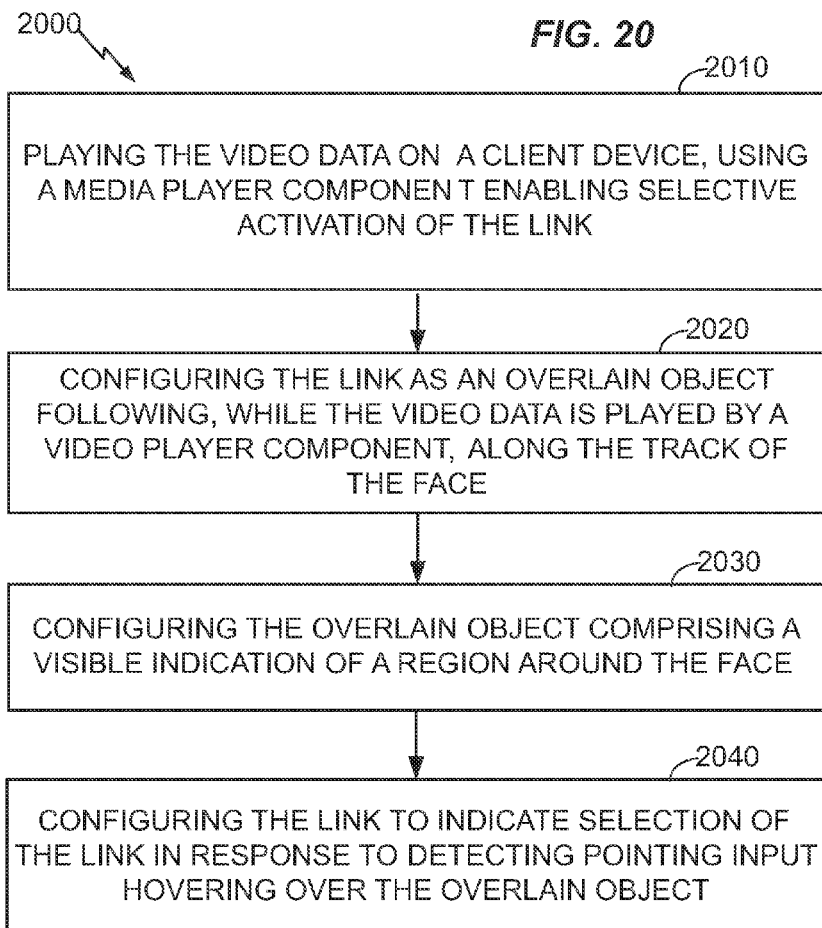 2000
FIG. 20
2010
PLAYING THE VIDEO DATA ON A CLIENT DEVICE, USING
A MEDIA PLAYER COMPONENT ENABLING SELECTIVE
ACTIVATION OF THE LINK
2020
CONFIGURING THE LINK AS AN OVERLAIN OBJECT
FOLLOWING, WHILE THE VIDEO DATA IS PLAYED BY A
VIDEO PLAYER COMPONENT, ALONG THE TRACK OF
THE FACE
2030
CONFIGURING THE OVERLAIN OBJECT COMPRISING A
VISIBLE INDICATION OF A REGION AROUND THE FACE
2040
CONFIGURING THE LINK TO INDICATE SELECTION OF
THE LINK IN RESPONSE TO DETECTING POINTING INPUT
HOVERING OVER THE OVERLAIN OBJECT